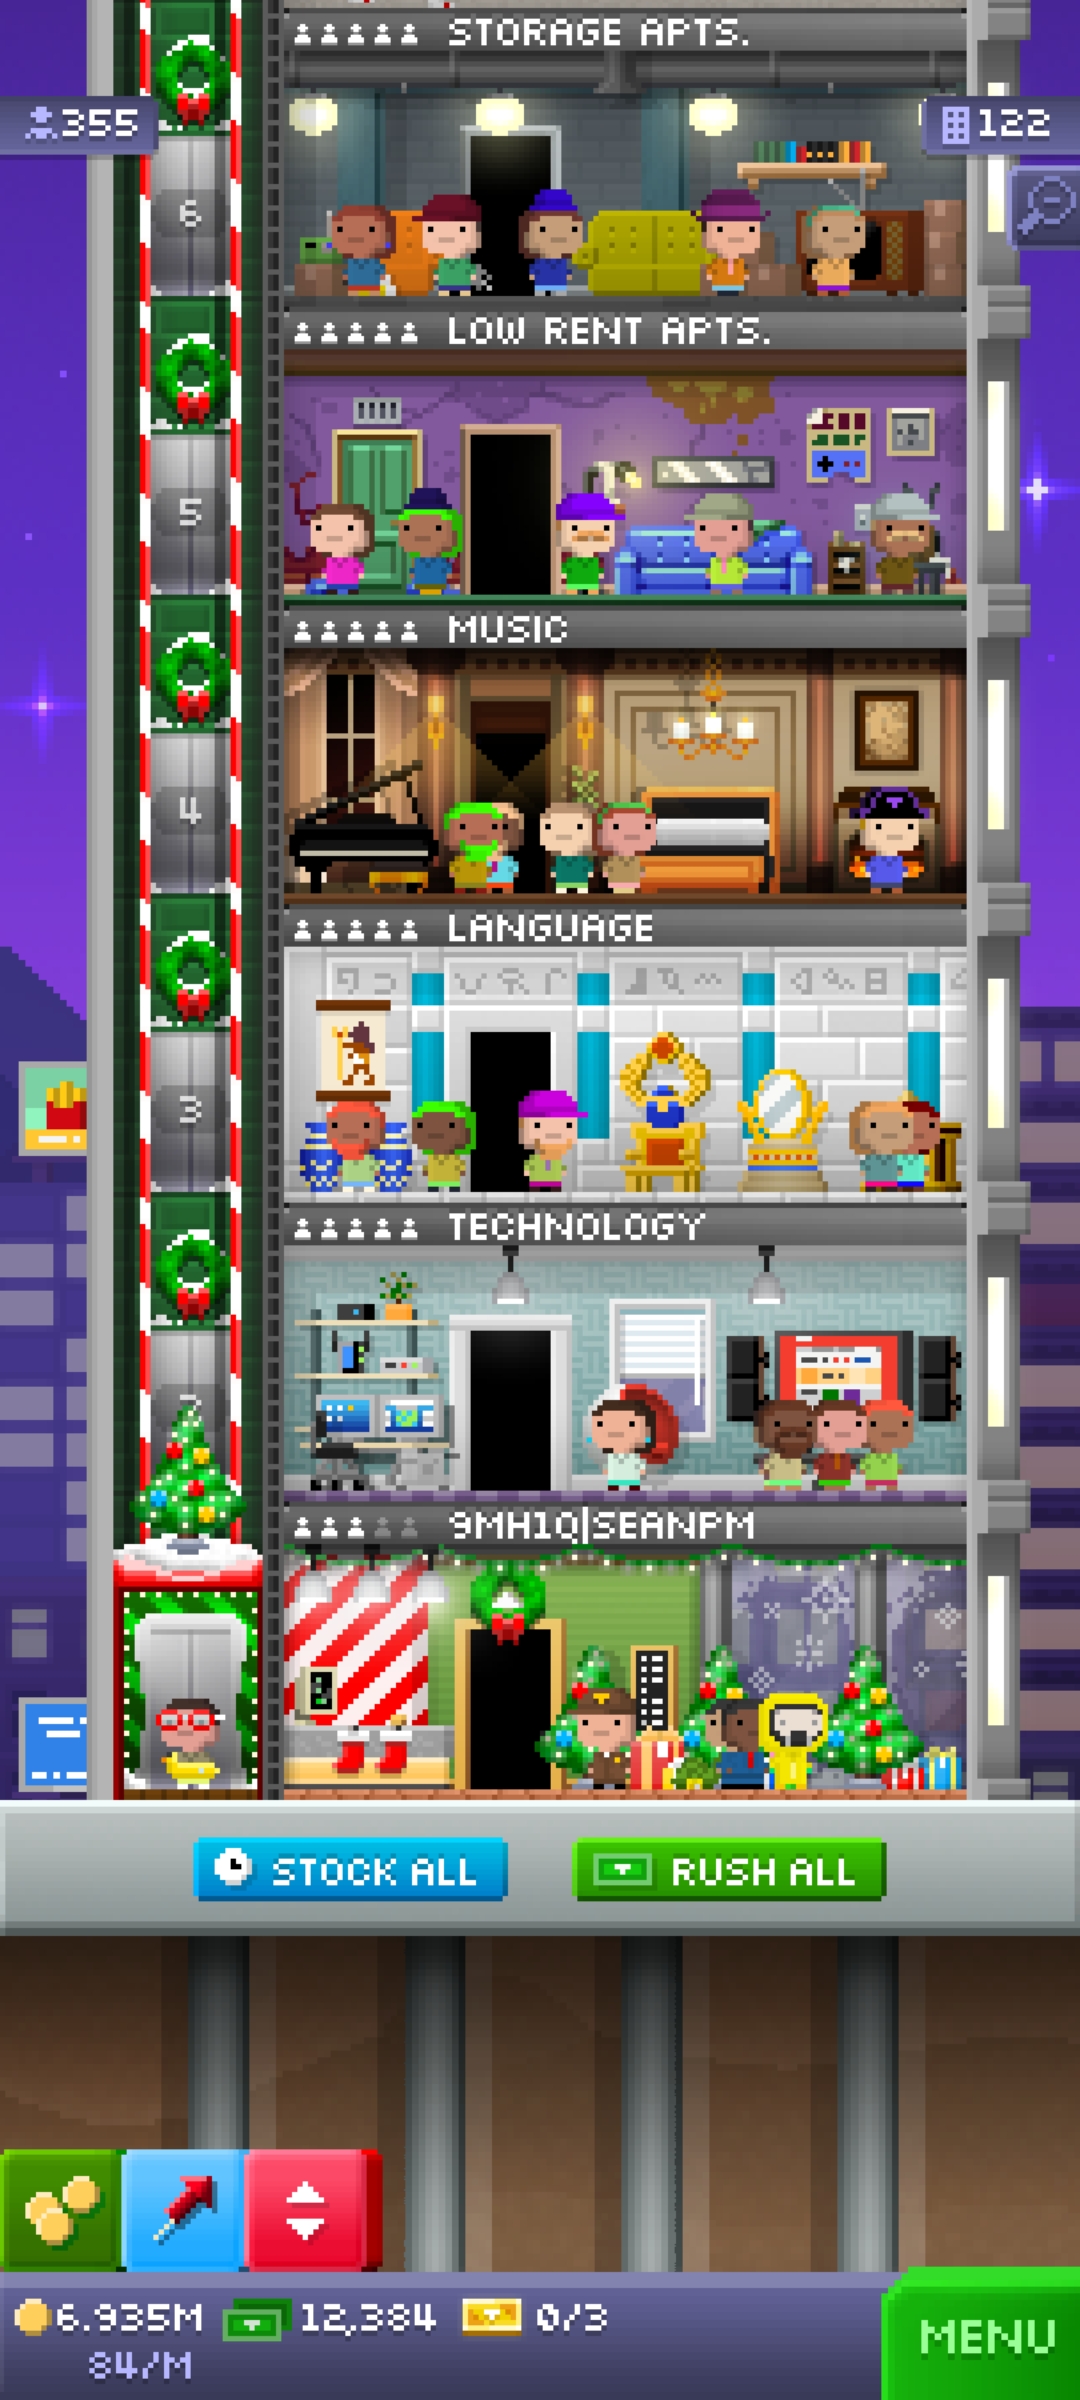 STORAGE APTS.
355
122
6
LOW RENT APTS.
5
MUSIC
4
LANGUAGE
3
TECHNOLOGY
9MH1Q|SEANPM
STOCK ALL
RUSH ALL
6.935M
12,384
0/3
84/M
MENU